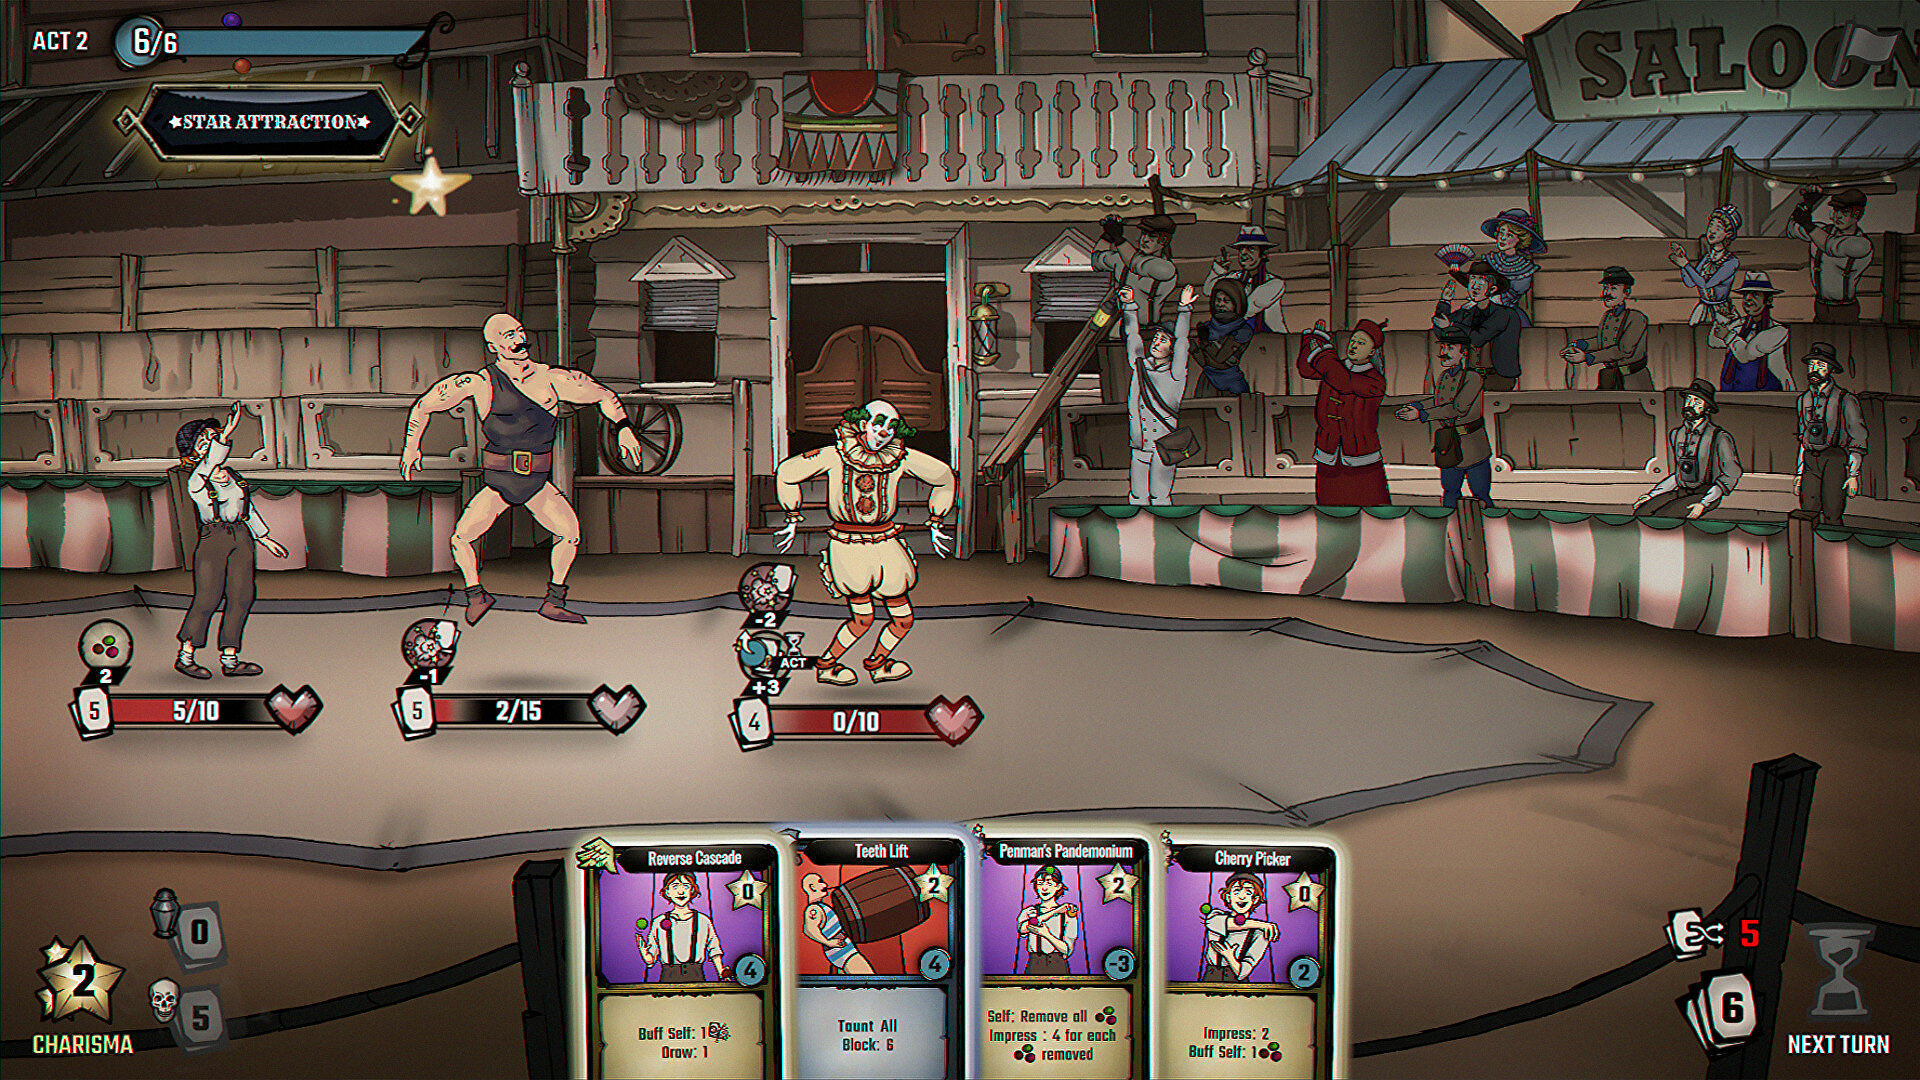 ACT 2
6/6
★STAR ATTRACTION★
SALOON
-2
ACT
+3
2
-1
5
5/10
5
2/15
4
0/10
Reverse Cascade
0
4
Buff Self: 1
Draw: 1
Teeth Lift
2
4
Taunt All
Block: 6
Penman's Pandemonium
2
-3
Self: Remove all
Impress : 4 for each
removed
Cherry Picker
0
2
Impress: 2
Buff Self: 1
0
5
2
CHARISMA
5
6
NEXT TURN